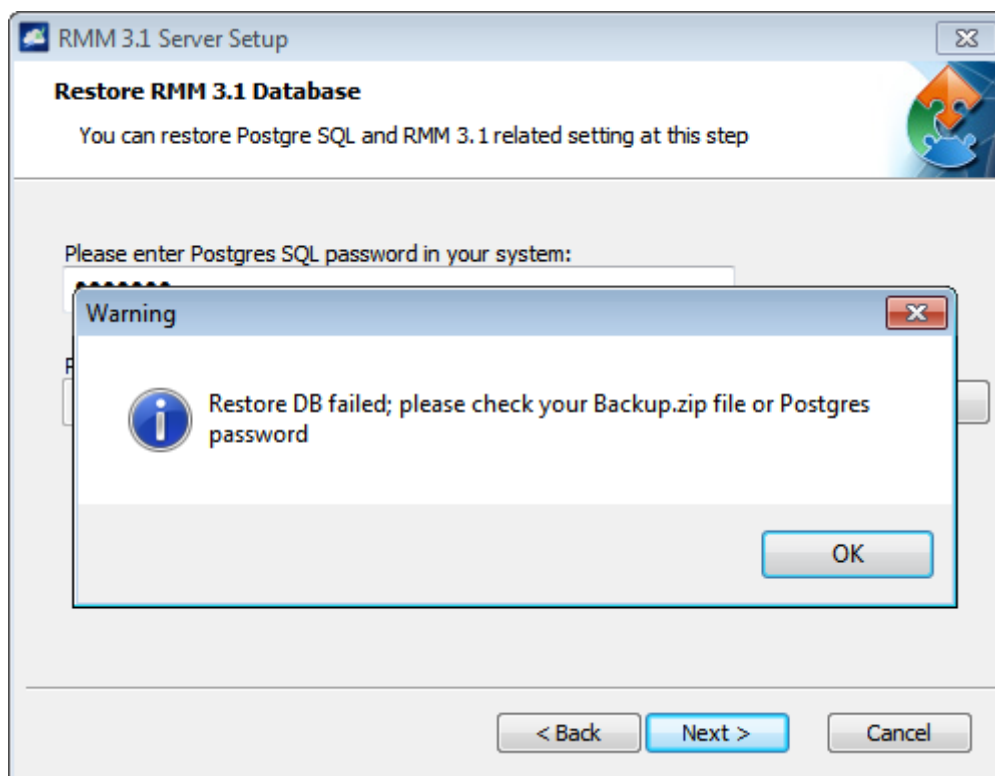 RMM 3.1 Server Setup
Restore RMM 3.1 Database
You can restore Postgre SQL and RMM 3.1 related setting at this step
Please enter Postgres SQL password in your system:
Warning
Restore DB failed; please check your Backup.zip file or Postgres
password
OK
< Back
Next >
Cancel